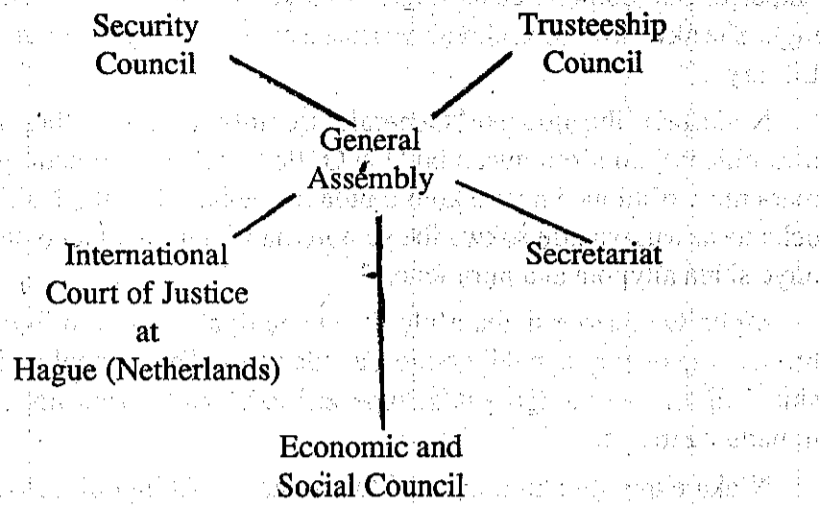 Security
Council
Trusteeship
Council
General
Assembly
International
Court of Justice
at
Hague (Netherlands)
Secretariat
Economic and
Social Council